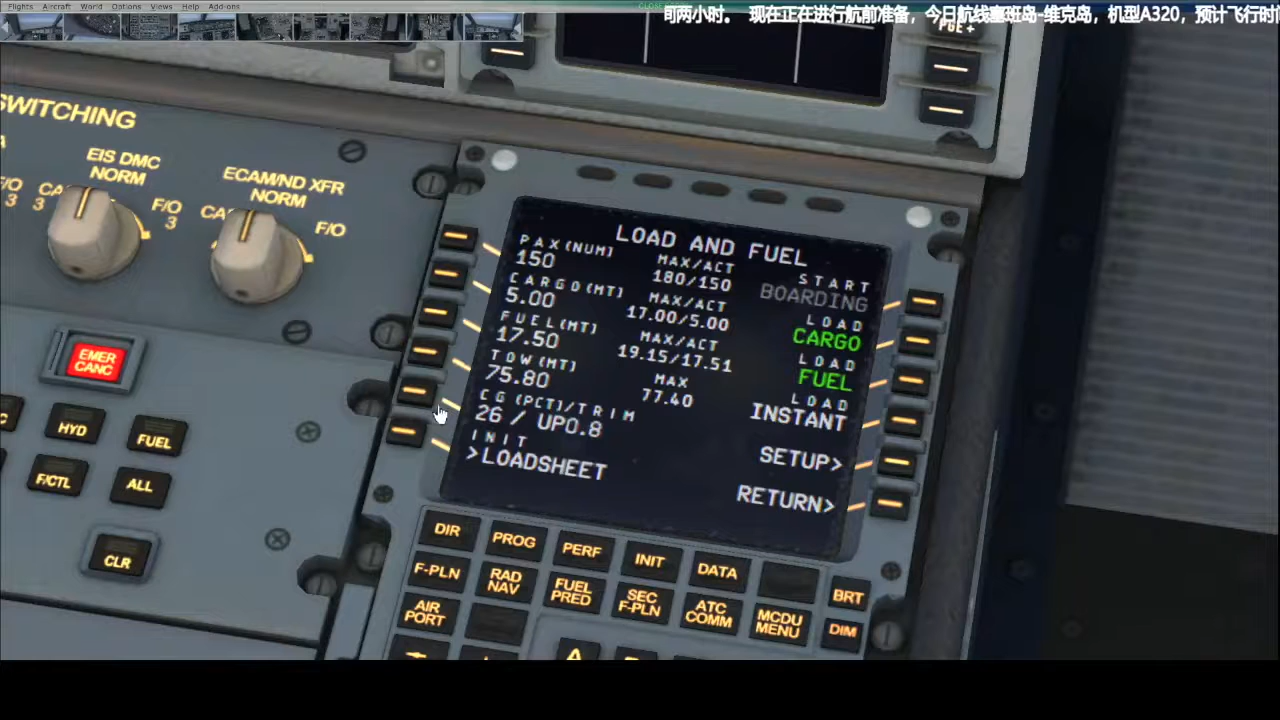 Flights Aircraft World Options Views Help Add-ons
前两小时。 现在正在进行航前准备，今日航线塞班岛-维克岛，机型A320，预计飞行时
SWITCHING
EIS DMC
NORM
F/O
3
ECAM/ND XFR
NORM
F/O
LOAD AND FUEL
PAX(NUM) MAX/ACT START
150 180/150 BOARDING
CARGO(MT) MAX/ACT LOAD
5.00 17.00/5.00 CARGO
FUEL(MT) MAX/ACT LOAD
17.50 19.15/17.51 FUEL
TOW(MT) MAX LOAD
75.80 77.40 INSTANT
CG(PCT)/TRIM
26 / UP0.8 SETUP>
INIT
>LOADSHEET RETURN>
EMER
CANC
HYD FUEL
F/CTL ALL
CLR
DIR PROG PERF INIT DATA
F-PLN RAD
NAV FUEL
PRED SEC
F-PLN ATC
COMM MCDU
MENU BRT
AIR
PORT DIM